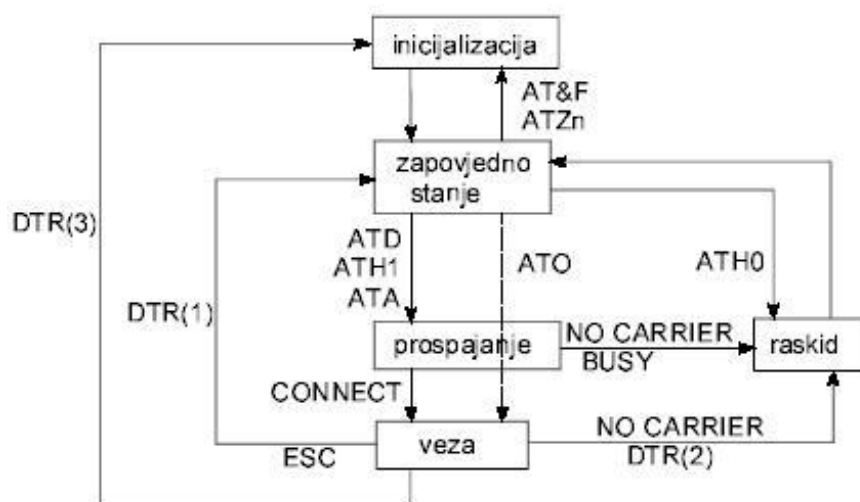 inicijalizacija
AT&F
ATZn
zapovjedno
stanje
DTR(3)
ATD
ATH1
ATA
ATO
ATH0
DTR(1)
prospajanje
NO CARRIER
BUSY
raskid
CONNECT
ESC
veza
NO CARRIER
DTR(2)